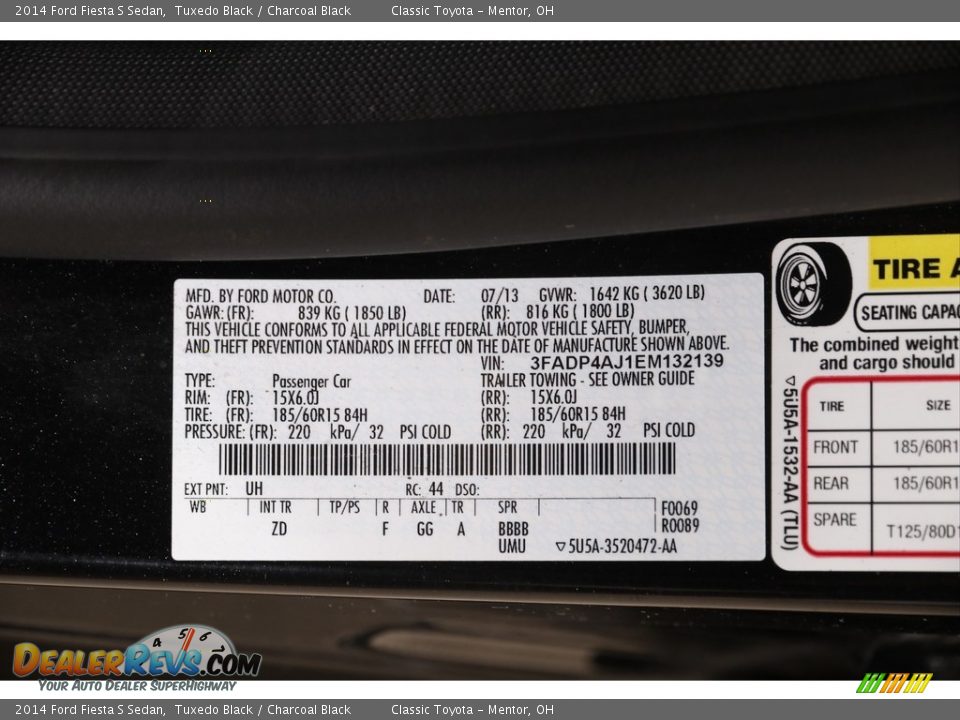 2014 Ford Fiesta S Sedan, Tuxedo Black / Charcoal Black Classic Toyota - Mentor, OH
MFD. BY FORD MOTOR CO. DATE: 07/13 GVWR: 1642 KG ( 3620 LB)
GAWR:(FR): 839 KG ( 1850 LB) (RR): 816 KG ( 1800 LB)
THIS VEHICLE CONFORMS TO ALL APPLICABLE FEDERAL MOTOR VEHICLE SAFETY, BUMPER,
AND THEFT PREVENTION STANDARDS IN EFFECT ON THE DATE OF MANUFACTURE SHOWN ABOVE.
VIN: 3FADP4AJ1EM132139
TYPE: Passenger Car TRAILER TOWING - SEE OWNER GUIDE
RIM: (FR): 15X6.0J (RR): 15X6.0J
TIRE: (FR): 185/60R15 84H (RR): 185/60R15 84H
PRESSURE: (FR): 220 kPa/ 32 PSI COLD (RR): 220 kPa/ 32 PSI COLD
EXT PNT: UH RC: 44 DSO:
WB INT TR TP/PS R AXLE TR SPR F0069
ZD F GG A BBBB R0089
UMU ▽5U5A-3520472-AA
TIRE A
SEATING CAPAC
The combined weight
and cargo should
▽5U5A-1532-AA (TLU)
TIRE SIZE
FRONT 185/60R1
REAR 185/60R1
SPARE T125/80D1
DEALERREVS.COM
4 5 6 7
YOUR AUTO DEALER SUPERHIGHWAY
2014 Ford Fiesta S Sedan, Tuxedo Black / Charcoal Black Classic Toyota - Mentor, OH